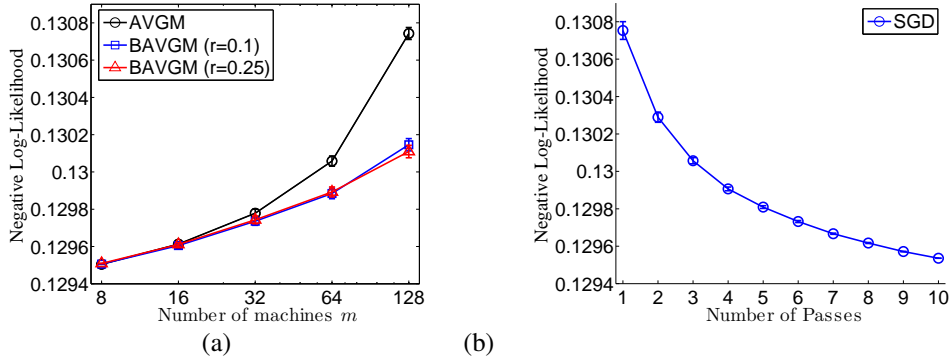 0.1308
0.1306
0.1304
0.1302
0.13
0.1298
0.1296
0.1294
Negative Log-Likelihood
AVGM
BAVGM (r=0.1)
BAVGM (r=0.25)
8 16 32 64 128
Number of machines m
(a)
0.1308
0.1306
0.1304
0.1302
0.13
0.1298
0.1296
0.1294
Negative Log-Likelihood
SGD
1 2 3 4 5 6 7 8 9 10
Number of Passes
(b)